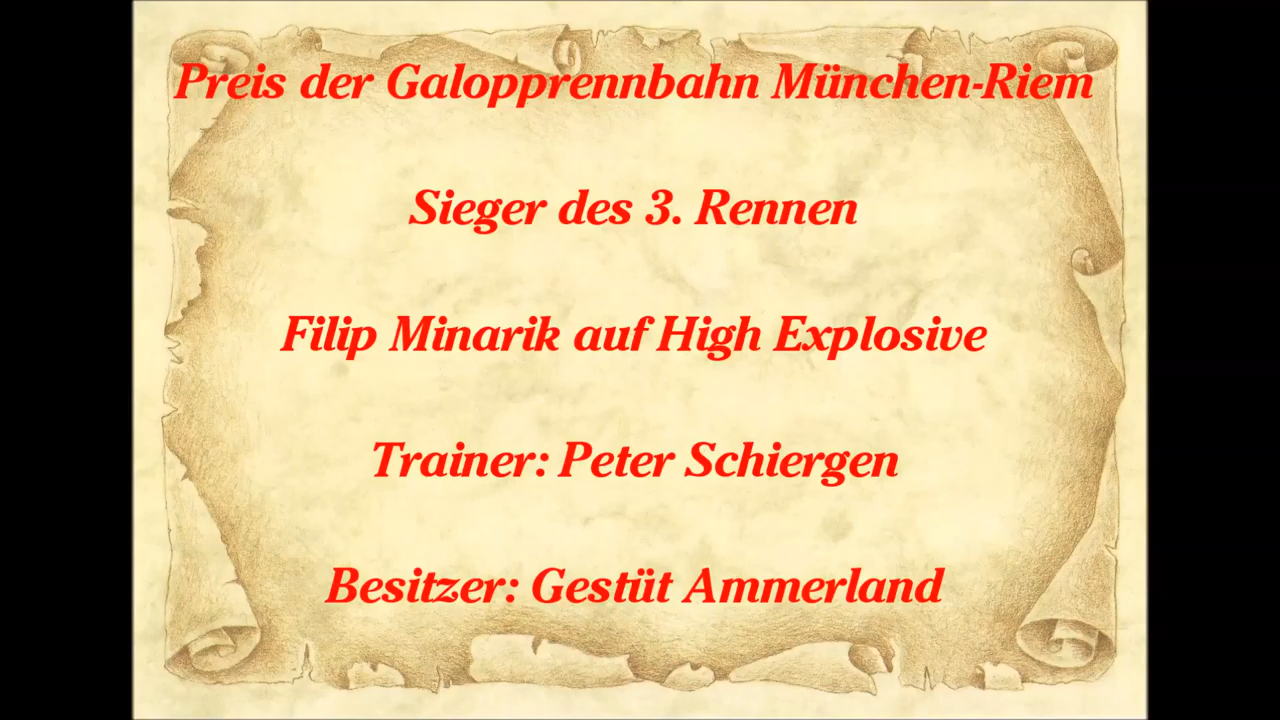 Preis der Galopprennbahn München-Riem
Sieger des 3. Rennen
Filip Minarik auf High Explosive
Trainer: Peter Schiergen
Besitzer: Gestüt Ammerland